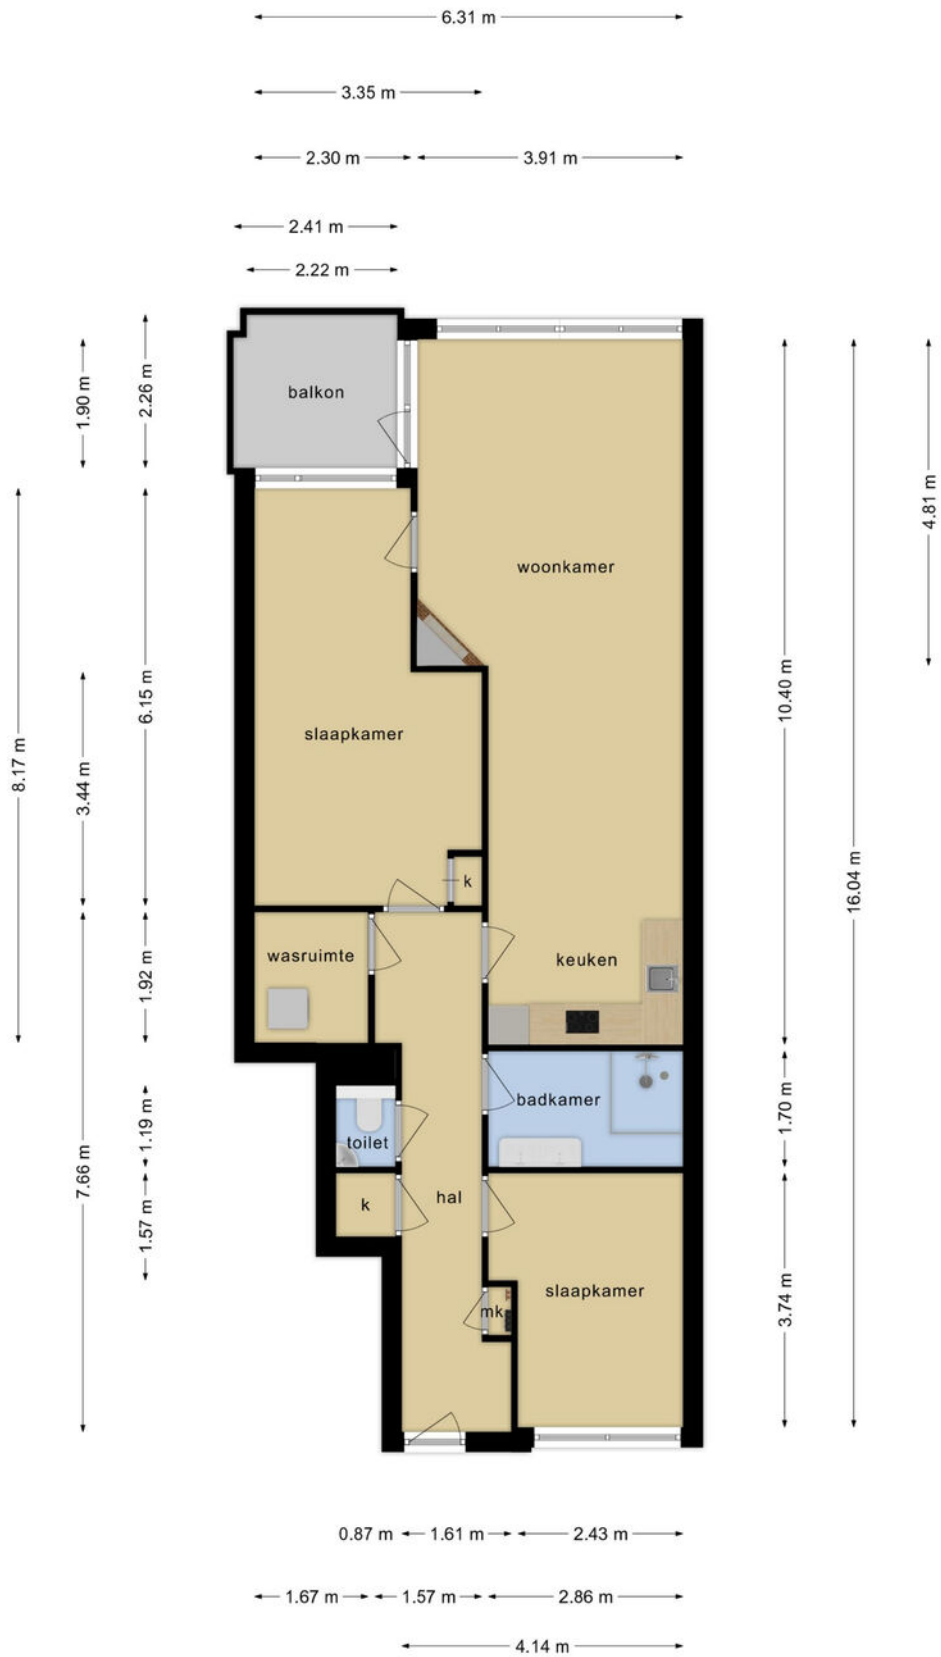 6.31 m
3.35 m
2.30 m
3.91 m
2.41 m
2.22 m
balkon
1.90 m
2.26 m
4.81 m
woonkamer
10.40 m
6.15 m
slaapkamer
8.17 m
3.44 m
16.04 m
k
wasruimte
keuken
1.92 m
badkamer
1.70 m
1.19 m
toilet
7.66 m
k
hal
1.57 m
slaapkamer
3.74 m
mk
0.87 m
1.61 m
2.43 m
1.67 m
1.57 m
2.86 m
4.14 m